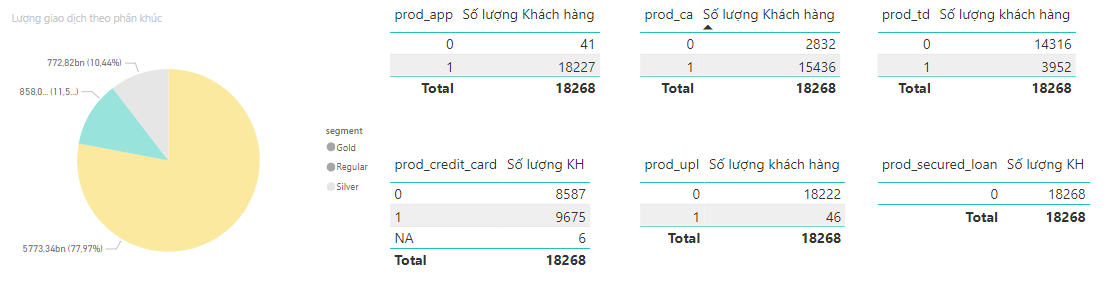 Lượng giao dịch theo phân khúc
772,82bn (10,44%)
858,0... (11,5...)
5773,34bn (77,97%)
segment
Gold
Regular
Silver
prod_app Số lượng Khách hàng
0 41
1 18227
Total 18268
prod_ca Số lượng Khách hàng
0 2832
1 15436
Total 18268
prod_td Số lượng khách hàng
0 14316
1 3952
Total 18268
prod_credit_card Số lượng KH
0 8587
1 9675
NA 6
Total 18268
prod_upl Số lượng khách hàng
0 18222
1 46
Total 18268
prod_secured_loan Số lượng KH
0 18268
Total 18268